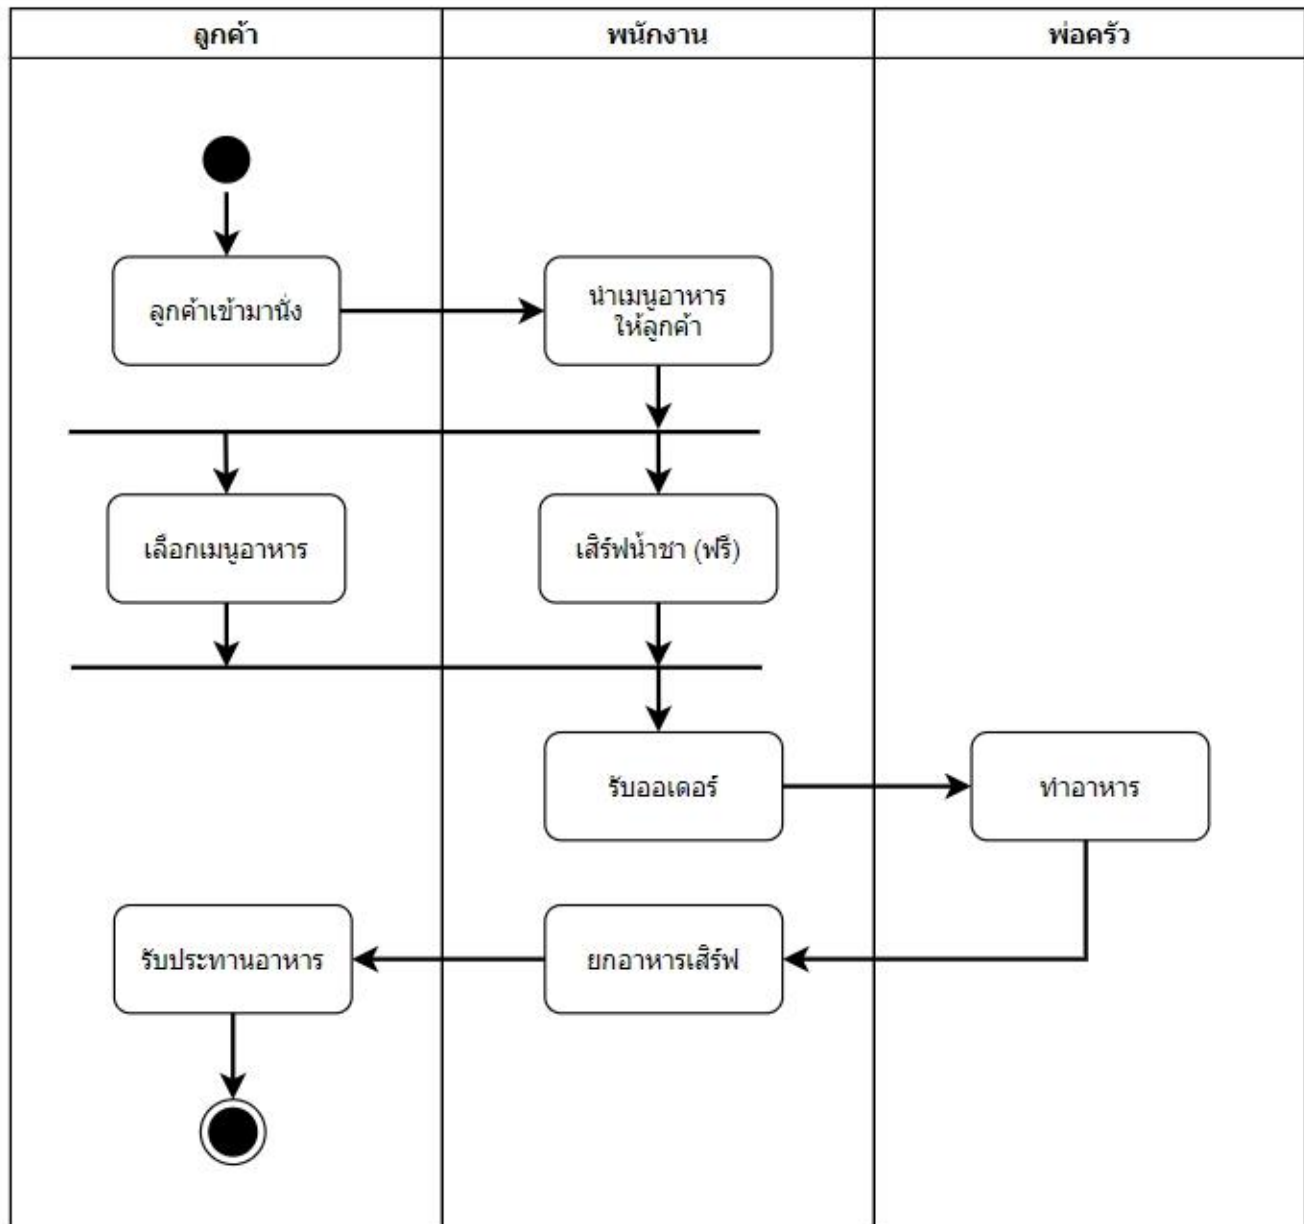 ลูกค้า
พนักงาน
พ่อครัว
ลูกค้าเข้ามานั่ง
นำเมนูอาหาร
ให้ลูกค้า
เลือกเมนูอาหาร
เสิร์ฟน้ำชา (ฟรี)
รับออเดอร์
ทำอาหาร
รับประทานอาหาร
ยกอาหารเสิร์ฟ